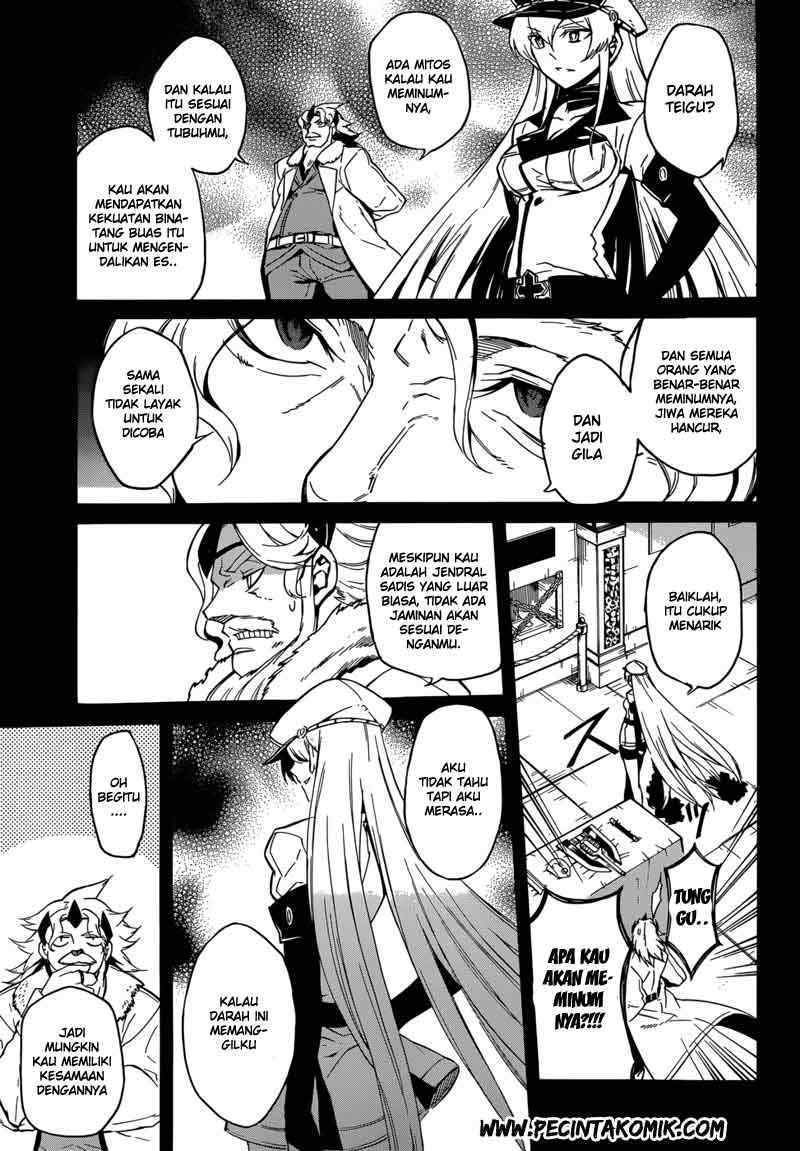 DARAH
TEIGU?
ADA MITOS
KALAU KAU
MEMINUM-
NYA,
DAN KALAU
ITU SESUAI
DENGAN
TUBUHMU,
KAU AKAN
MENDAPATKAN
KEKUATAN BINA-
TANG BUAS ITU
UNTUK MENGEN-
DALIKAN ES..
DAN SEMUA
ORANG YANG
BENAR-BENAR
MEMINUMNYA,
JIWA MEREKA
HANCUR,
DAN
JADI
GILA
SAMA
SEKALI
TIDAK LAYAK
UNTUK
DICOBA
BAIKLAH,
ITU CUKUP
MENARIK
TUNG
GU..
APA KAU
AKAN ME-
MINUM
NYA?!!!
MESKIPUN KAU
ADALAH JENDRAL
SADIS YANG LUAR
BIASA, TIDAK ADA
JAMINAN AKAN
SESUAI DE-
NGANMU.
AKU
TIDAK TAHU
TAPI AKU
MERASA..
KALAU
DARAH INI
MEMANG-
GILKU
OH
BEGITU
....
JADI
MUNGKIN
KAU MEMILIKI
KESAMAAN
DENGANNYA
WWW.PECINTAKOMIK.COM